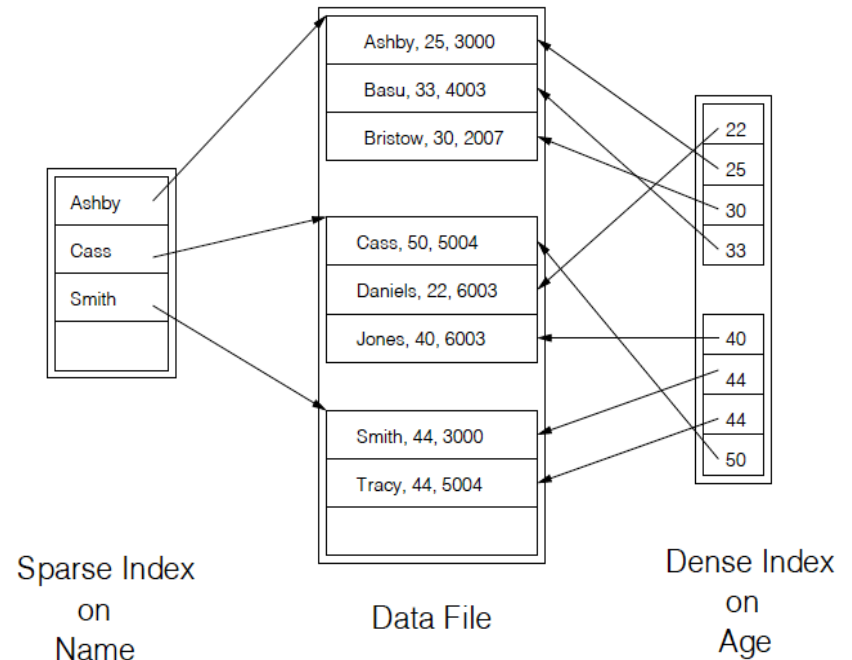 Ashby
Cass
Smith
Sparse Index
on
Name
Ashby, 25, 3000
Basu, 33, 4003
Bristow, 30, 2007
Cass, 50, 5004
Daniels, 22, 6003
Jones, 40, 6003
Smith, 44, 3000
Tracy, 44, 5004
Data File
22
25
30
33
40
44
44
50
Dense Index
on
Age